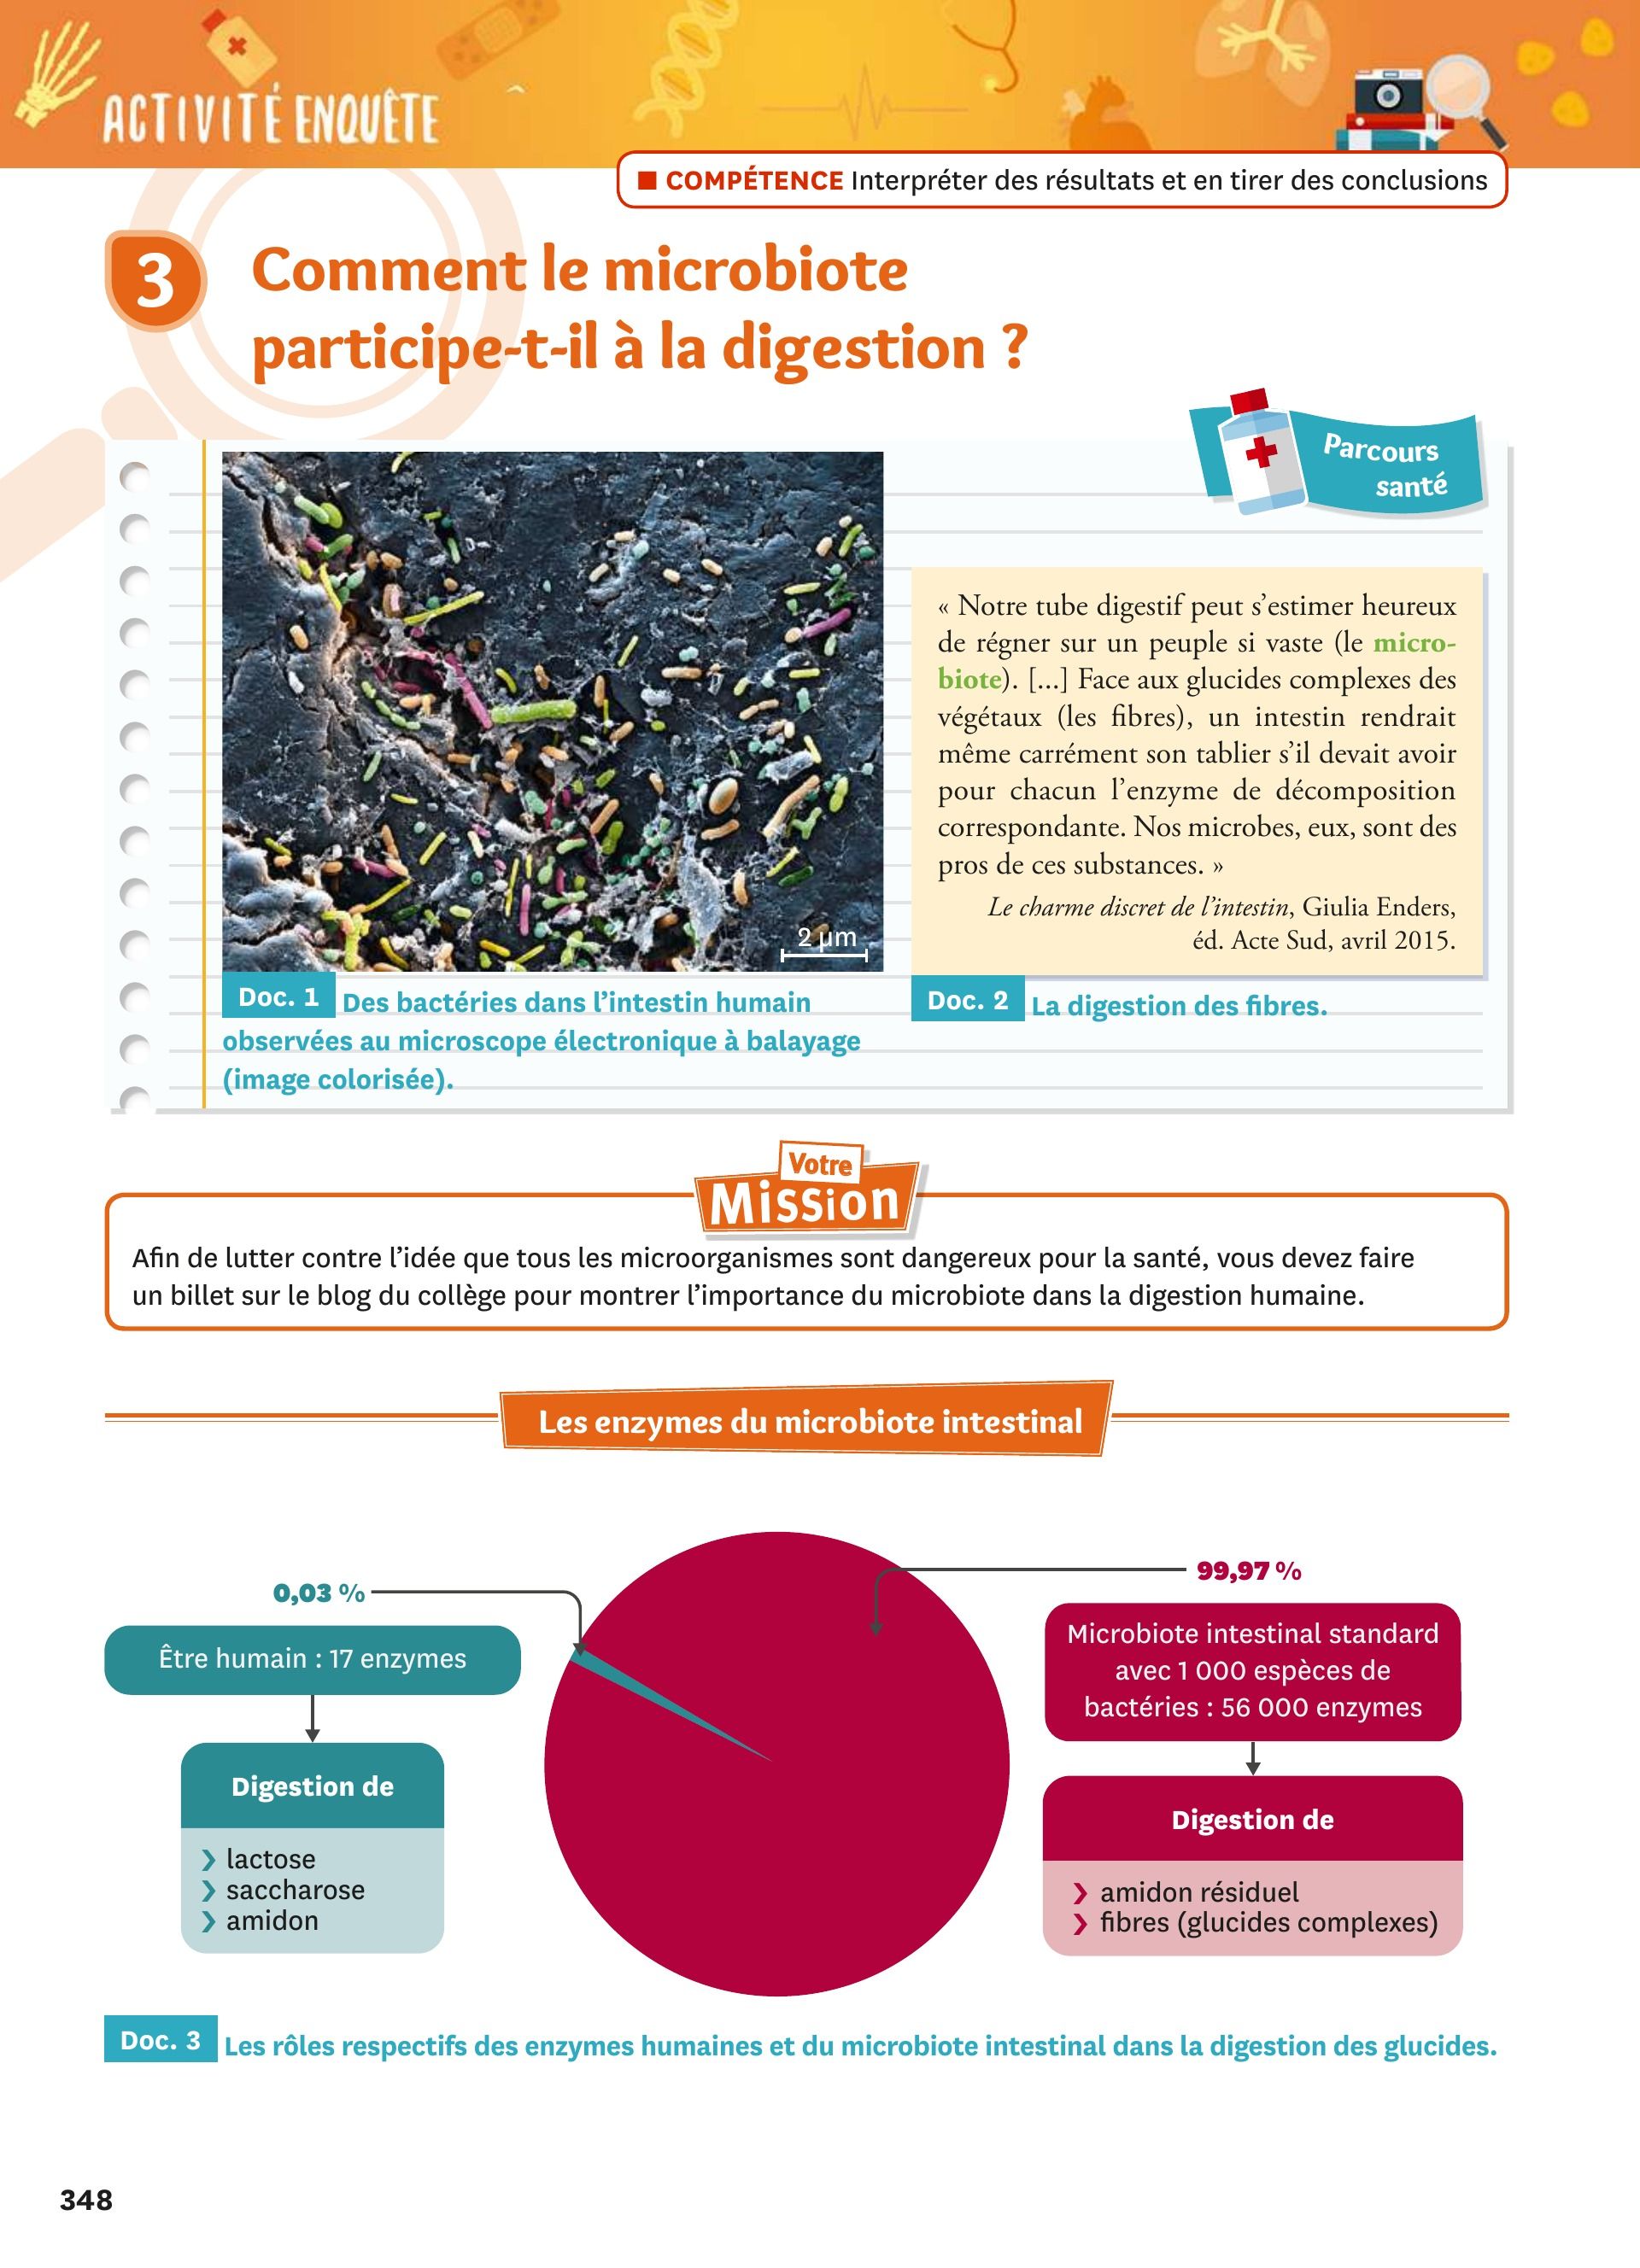 ACTIVITÉ ENQUÊTE
■ COMPÉTENCE Interpréter des résultats et en tirer des conclusions
3
Comment le microbiote
participe-t-il à la digestion ?
Parcours
santé
« Notre tube digestif peut s’estimer heureux
de régner sur un peuple si vaste (le micro-
biote). [...] Face aux glucides complexes des
végétaux (les fibres), un intestin rendrait
même carrément son tablier s’il devait avoir
pour chacun l’enzyme de décomposition
correspondante. Nos microbes, eux, sont des
pros de ces substances. »
Le charme discret de l’intestin, Giulia Enders,
éd. Acte Sud, avril 2015.
2 µm
Doc. 1 Des bactéries dans l’intestin humain
observées au microscope électronique à balayage
(image colorisée).
Doc. 2 La digestion des fibres.
Votre
Mission
Afin de lutter contre l’idée que tous les microorganismes sont dangereux pour la santé, vous devez faire
un billet sur le blog du collège pour montrer l’importance du microbiote dans la digestion humaine.
Les enzymes du microbiote intestinal
0,03 %
Être humain : 17 enzymes
Digestion de
❯ lactose
❯ saccharose
❯ amidon
99,97 %
Microbiote intestinal standard
avec 1 000 espèces de
bactéries : 56 000 enzymes
Digestion de
❯ amidon résiduel
❯ fibres (glucides complexes)
Doc. 3 Les rôles respectifs des enzymes humaines et du microbiote intestinal dans la digestion des glucides.
348